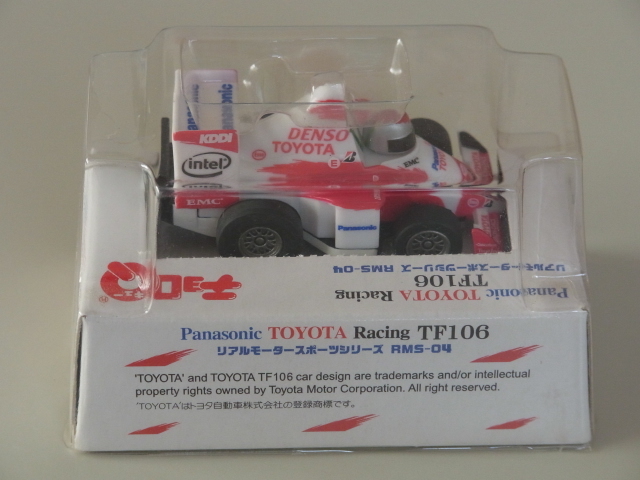 Panasonic
KDDI
DENSO
TOYOTA
intel
E
EMC
EMC
Panasonic
Panasonic
チョロQ
Panasonic TOYOTA Racing
TF106
リアルモータースポーツシリーズ RMS-04
Panasonic TOYOTA Racing TF106
リアルモータースポーツシリーズ RMS-04
'TOYOTA' and TOYOTA TF106 car design are trademarks and/or intellectual
property rights owned by Toyota Motor Corporation. All right reserved.
"TOYOTA"はトヨタ自動車株式会社の登録商標です。